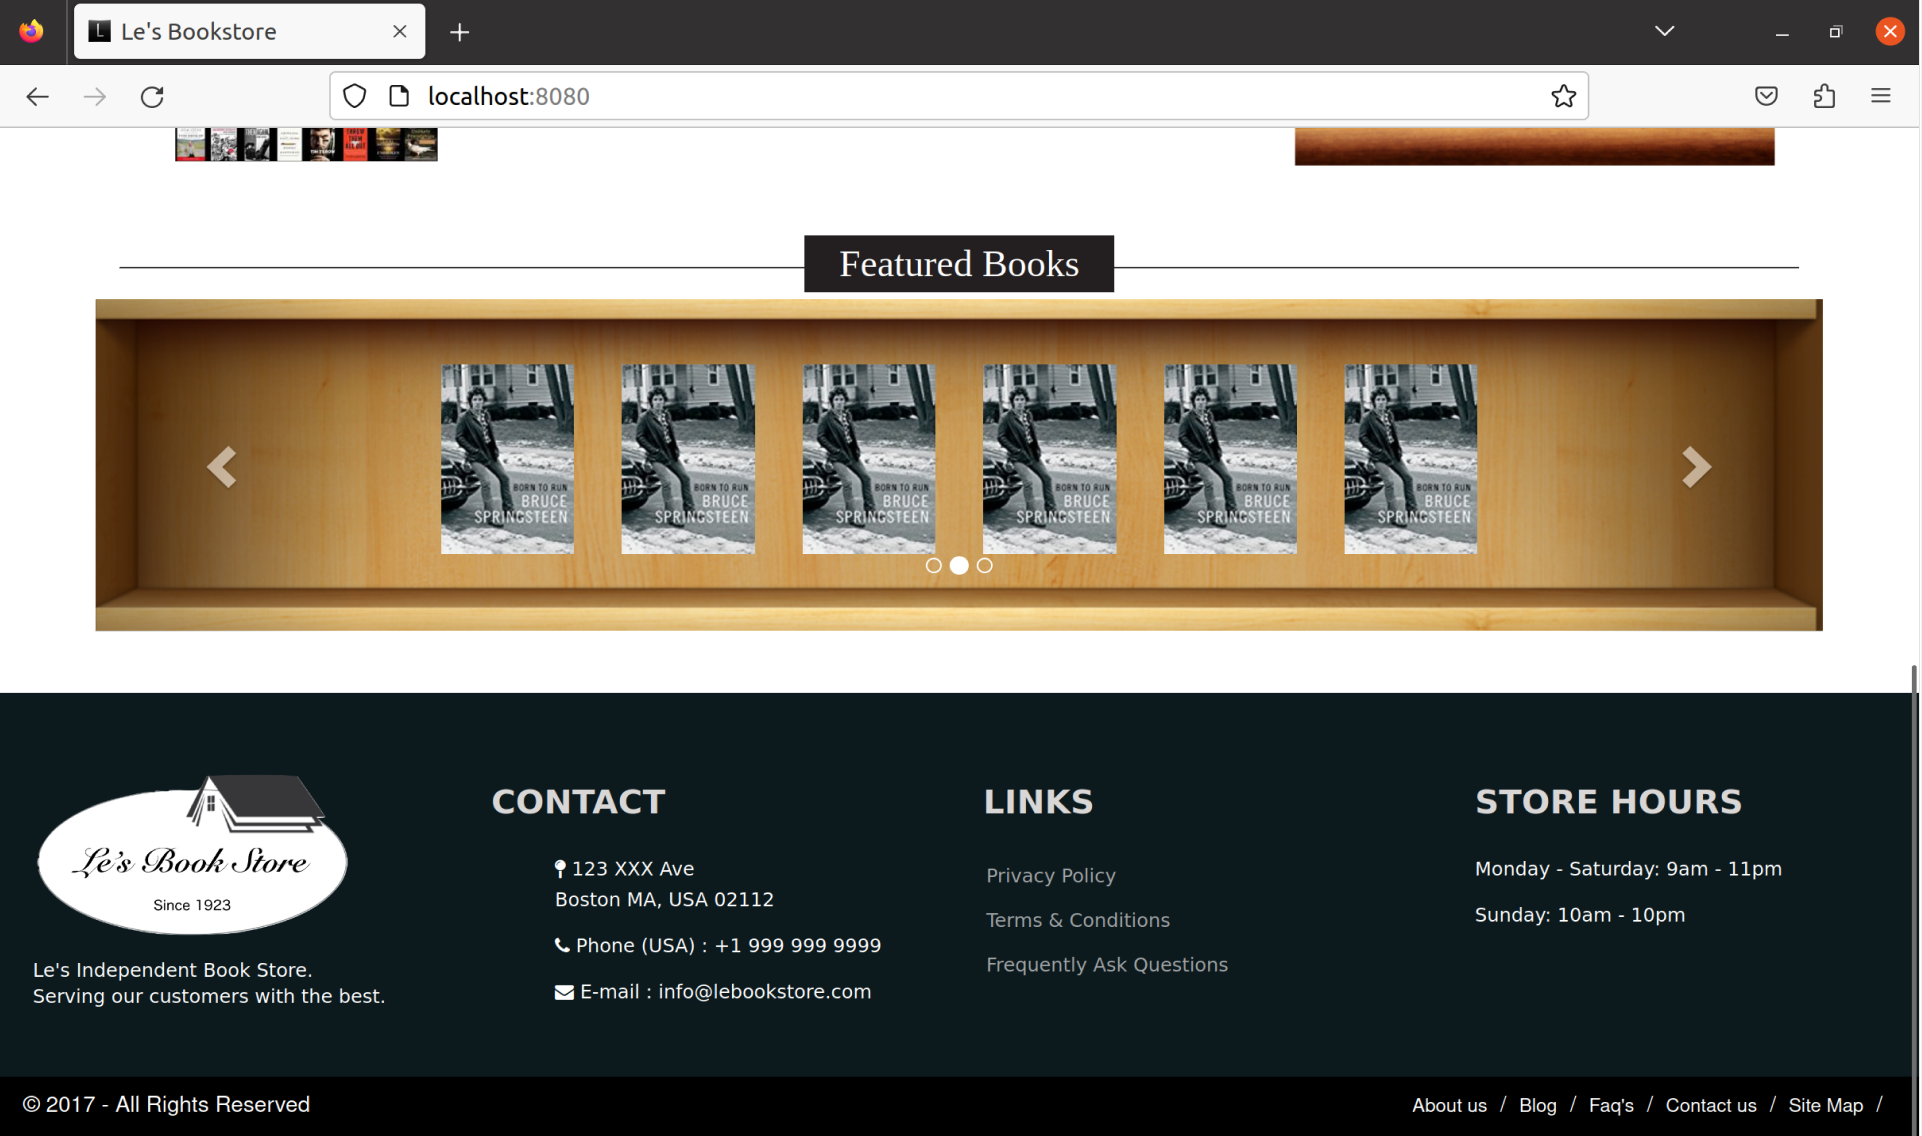 L Le's Bookstore
localhost:8080
Featured Books
BORN TO RUN
BRUCE
SPRINGSTEEN
BORN TO RUN
BRUCE
SPRINGSTEEN
BORN TO RUN
BRUCE
SPRINGSTEEN
BORN TO RUN
BRUCE
SPRINGSTEEN
BORN TO RUN
BRUCE
SPRINGSTEEN
BORN TO RUN
BRUCE
SPRINGSTEEN
Le's Book Store
Since 1923
Le's Independent Book Store.
Serving our customers with the best.
CONTACT
123 XXX Ave
Boston MA, USA 02112
Phone (USA) : +1 999 999 9999
E-mail : info@lebookstore.com
LINKS
Privacy Policy
Terms & Conditions
Frequently Ask Questions
STORE HOURS
Monday - Saturday: 9am - 11pm
Sunday: 10am - 10pm
© 2017 - All Rights Reserved
About us / Blog / Faq's / Contact us / Site Map /